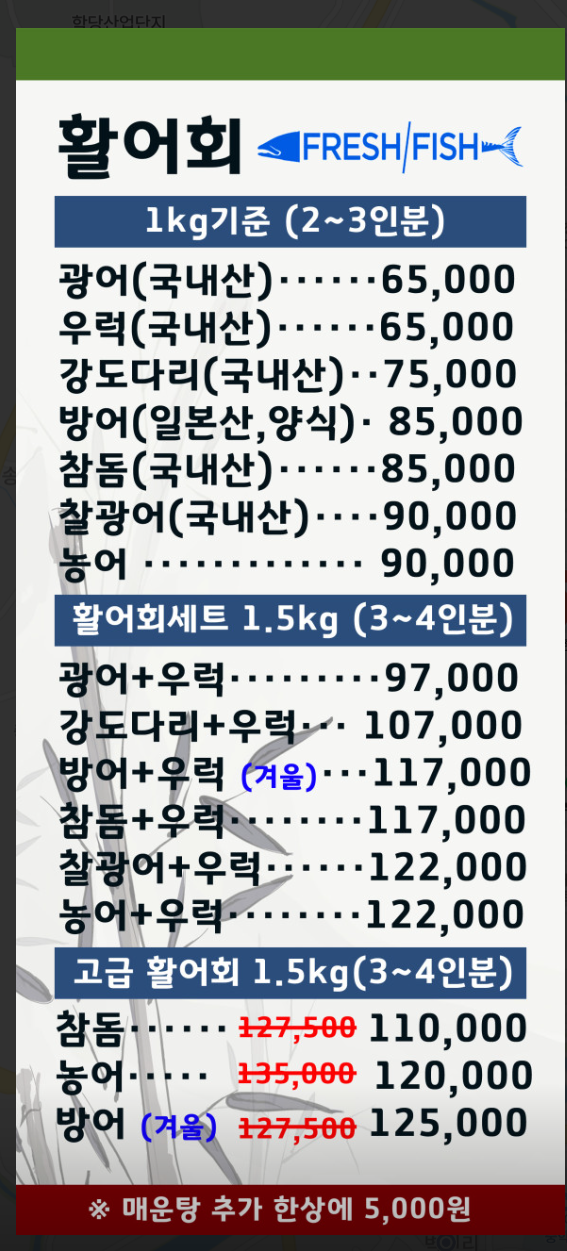 학당산업단지
활어회 FRESH/FISH
1kg기준 (2~3인분)
광어(국내산)······65,000
우럭(국내산)······65,000
강도다리(국내산)··75,000
방어(일본산,양식)· 85,000
참돔(국내산)······85,000
찰광어(국내산)····90,000
농어 ············· 90,000
활어회세트 1.5kg (3~4인분)
광어+우럭·········97,000
강도다리+우럭··· 107,000
방어+우럭 (겨울)···117,000
참돔+우럭········117,000
찰광어+우럭······122,000
농어+우럭········122,000
고급 활어회 1.5kg(3~4인분)
참돔······ 127,500 110,000
농어····· 135,000 120,000
방어 (겨울) 127,500 125,000
※ 매운탕 추가 한상에 5,000원